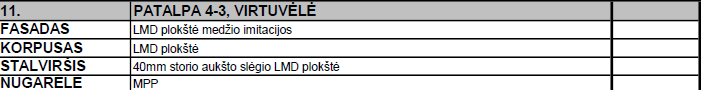 11. PATALPA 4-3, VIRTUVĖLĖ
FASADAS LMD plokštė medžio imitacijos
KORPUSAS LMD plokštė
STALVIRŠIS 40mm storio aukšto slėgio LMD plokštė
NUGARĖLĖ MPP